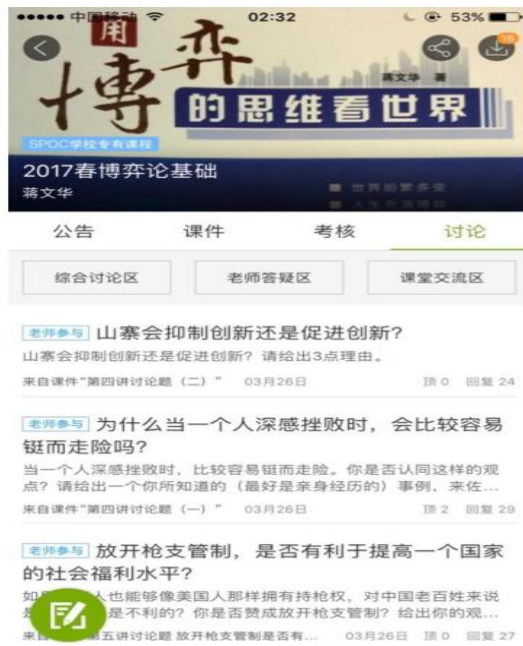 中国移动 02:32 53%
16
用
博弈
蒋文华 著
的思维看世界
SPOC学校专有课程
2017春博弈论基础
蒋文华
世界纷繁多变
公告 课件 考核 讨论
综合讨论区 老师答疑区 课堂交流区
老师参与 山寨会抑制创新还是促进创新?
山寨会抑制创新还是促进创新? 请给出3点理由。
来自课件“第四讲讨论题 (二) ” 03月26日 顶 0 回复 24
老师参与 为什么当一个人深感挫败时, 会比较容易
铤而走险吗?
当一个人深感挫败时, 比较容易铤而走险。你是否认同这样的观
点? 请给出一个你所知道的 (最好是亲身经历的) 事例, 来佐...
来自课件“第四讲讨论题 (一) ” 03月26日 顶 2 回复 29
老师参与 放开枪支管制, 是否有利于提高一个国家
的社会福利水平?
如 人也能够像美国人那样拥有持枪权, 对中国老百姓来说
是不利的? 你是否赞成放开枪支管制? 给出你的观...
来自 第五讲讨论题 放开枪支管制是否有... 03月26日 顶 0 回复 27